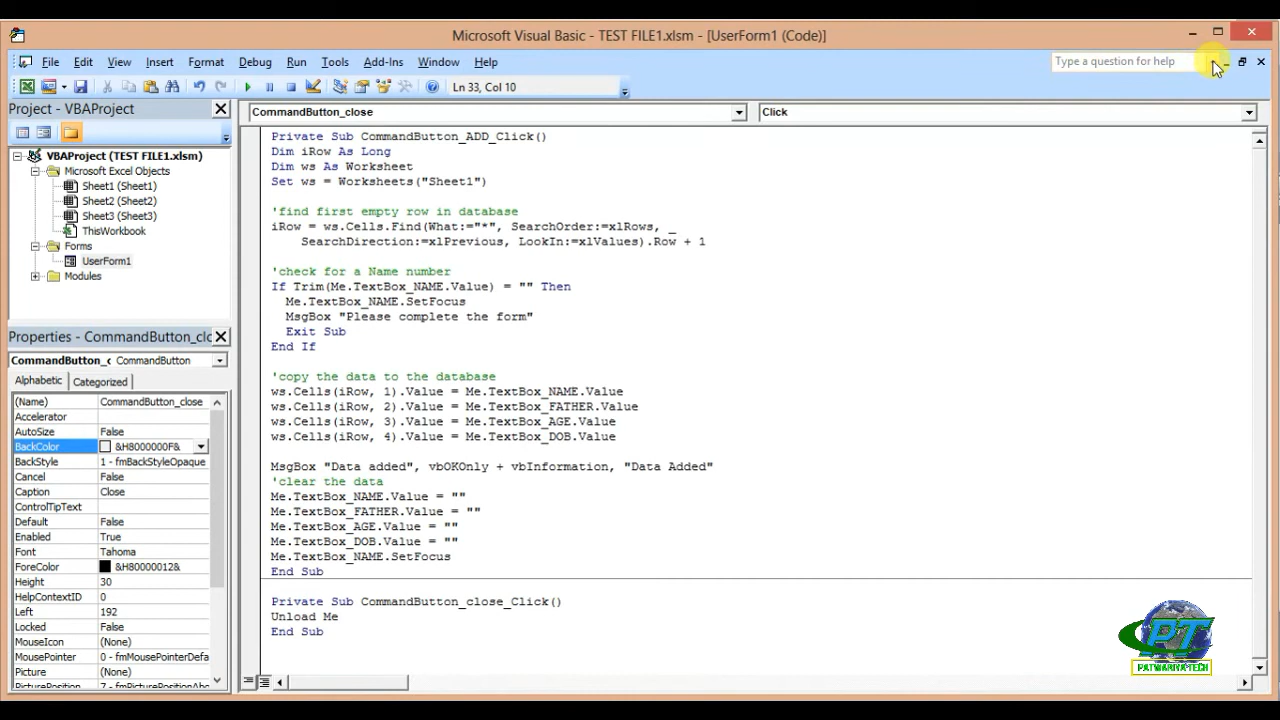 Microsoft Visual Basic - TEST FILE1.xlsm - [UserForm1 (Code)]
File Edit View Insert Format Debug Run Tools Add-Ins Window Help
Type a question for help
Ln 33, Col 10
Project - VBAProject
VBAProject (TEST FILE1.xlsm)
Microsoft Excel Objects
Sheet1 (Sheet1)
Sheet2 (Sheet2)
Sheet3 (Sheet3)
ThisWorkbook
Forms
UserForm1
Modules
Properties - CommandButton_clo
CommandButton_c CommandButton
Alphabetic Categorized
(Name) CommandButton_close
Accelerator
AutoSize False
BackColor &H8000000F&
BackStyle 1 - fmBackStyleOpaque
Cancel False
Caption Close
ControlTipText
Default False
Enabled True
Font Tahoma
ForeColor &H80000012&
Height 30
HelpContextID 0
Left 192
Locked False
MouseIcon (None)
MousePointer 0 - fmMousePointerDefa
Picture (None)
PicturePosition 7 - fmPicturePositionAbo
CommandButton_close Click
Private Sub CommandButton_ADD_Click()
Dim iRow As Long
Dim ws As Worksheet
Set ws = Worksheets("Sheet1")
'find first empty row in database
iRow = ws.Cells.Find(What:="*", SearchOrder:=xlRows, _
SearchDirection:=xlPrevious, LookIn:=xlValues).Row + 1
'check for a Name number
If Trim(Me.TextBox_NAME.Value) = "" Then
Me.TextBox_NAME.SetFocus
MsgBox "Please complete the form"
Exit Sub
End If
'copy the data to the database
ws.Cells(iRow, 1).Value = Me.TextBox_NAME.Value
ws.Cells(iRow, 2).Value = Me.TextBox_FATHER.Value
ws.Cells(iRow, 3).Value = Me.TextBox_AGE.Value
ws.Cells(iRow, 4).Value = Me.TextBox_DOB.Value
MsgBox "Data added", vbOKOnly + vbInformation, "Data Added"
'clear the data
Me.TextBox_NAME.Value = ""
Me.TextBox_FATHER.Value = ""
Me.TextBox_AGE.Value = ""
Me.TextBox_DOB.Value = ""
Me.TextBox_NAME.SetFocus
End Sub
Private Sub CommandButton_close_Click()
Unload Me
End Sub
PT
PATWARIYA TECH